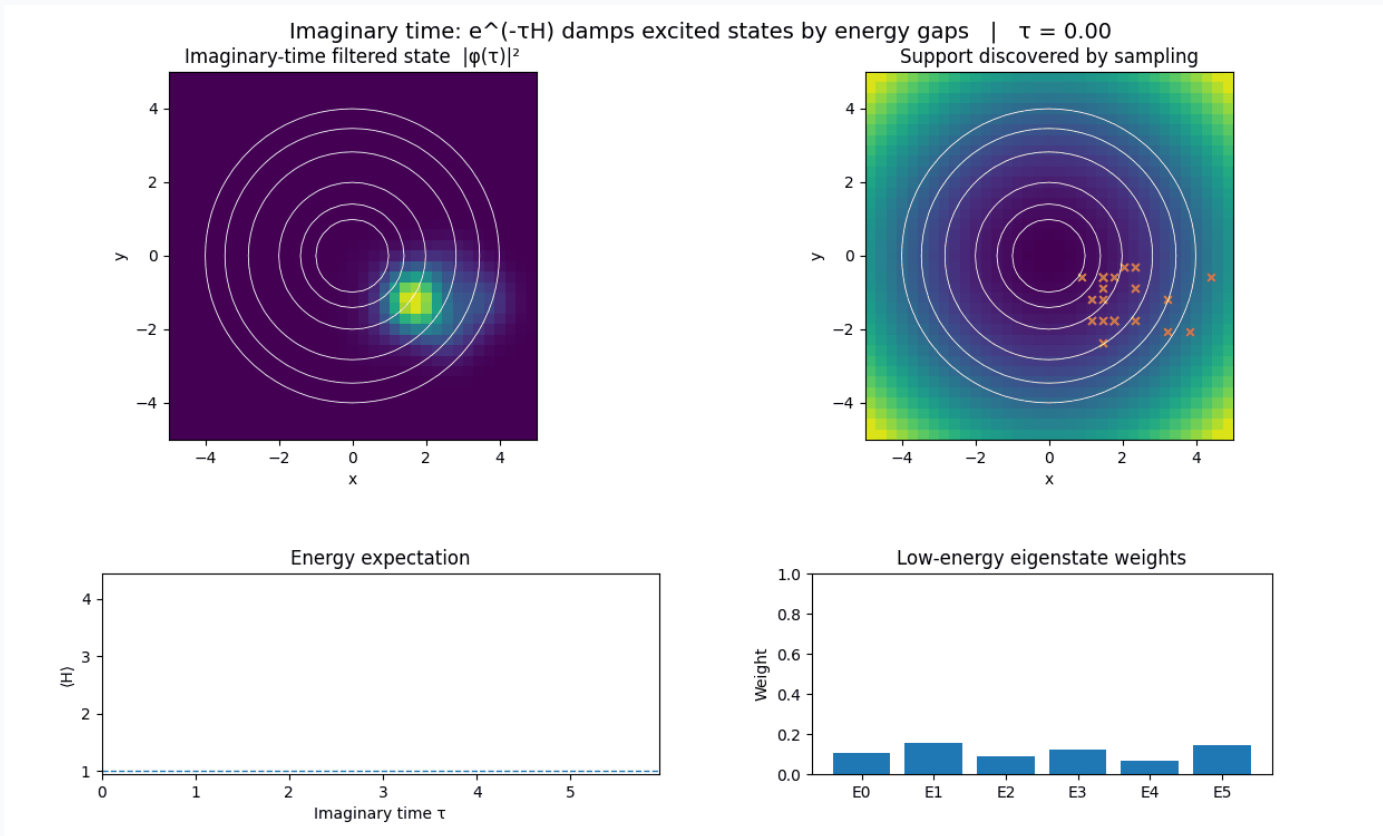 Imaginary time: e^(-τH) damps excited states by energy gaps | τ = 0.00
Imaginary-time filtered state |φ(τ)|²
4
2
0
−2
−4
y
−4 −2 0 2 4
x
Support discovered by sampling
4
2
0
−2
−4
y
−4 −2 0 2 4
x
Energy expectation
4
3
2
1
⟨H⟩
0 1 2 3 4 5
Imaginary time τ
Low-energy eigenstate weights
1.0
0.8
0.6
0.4
0.2
0.0
Weight
E0 E1 E2 E3 E4 E5